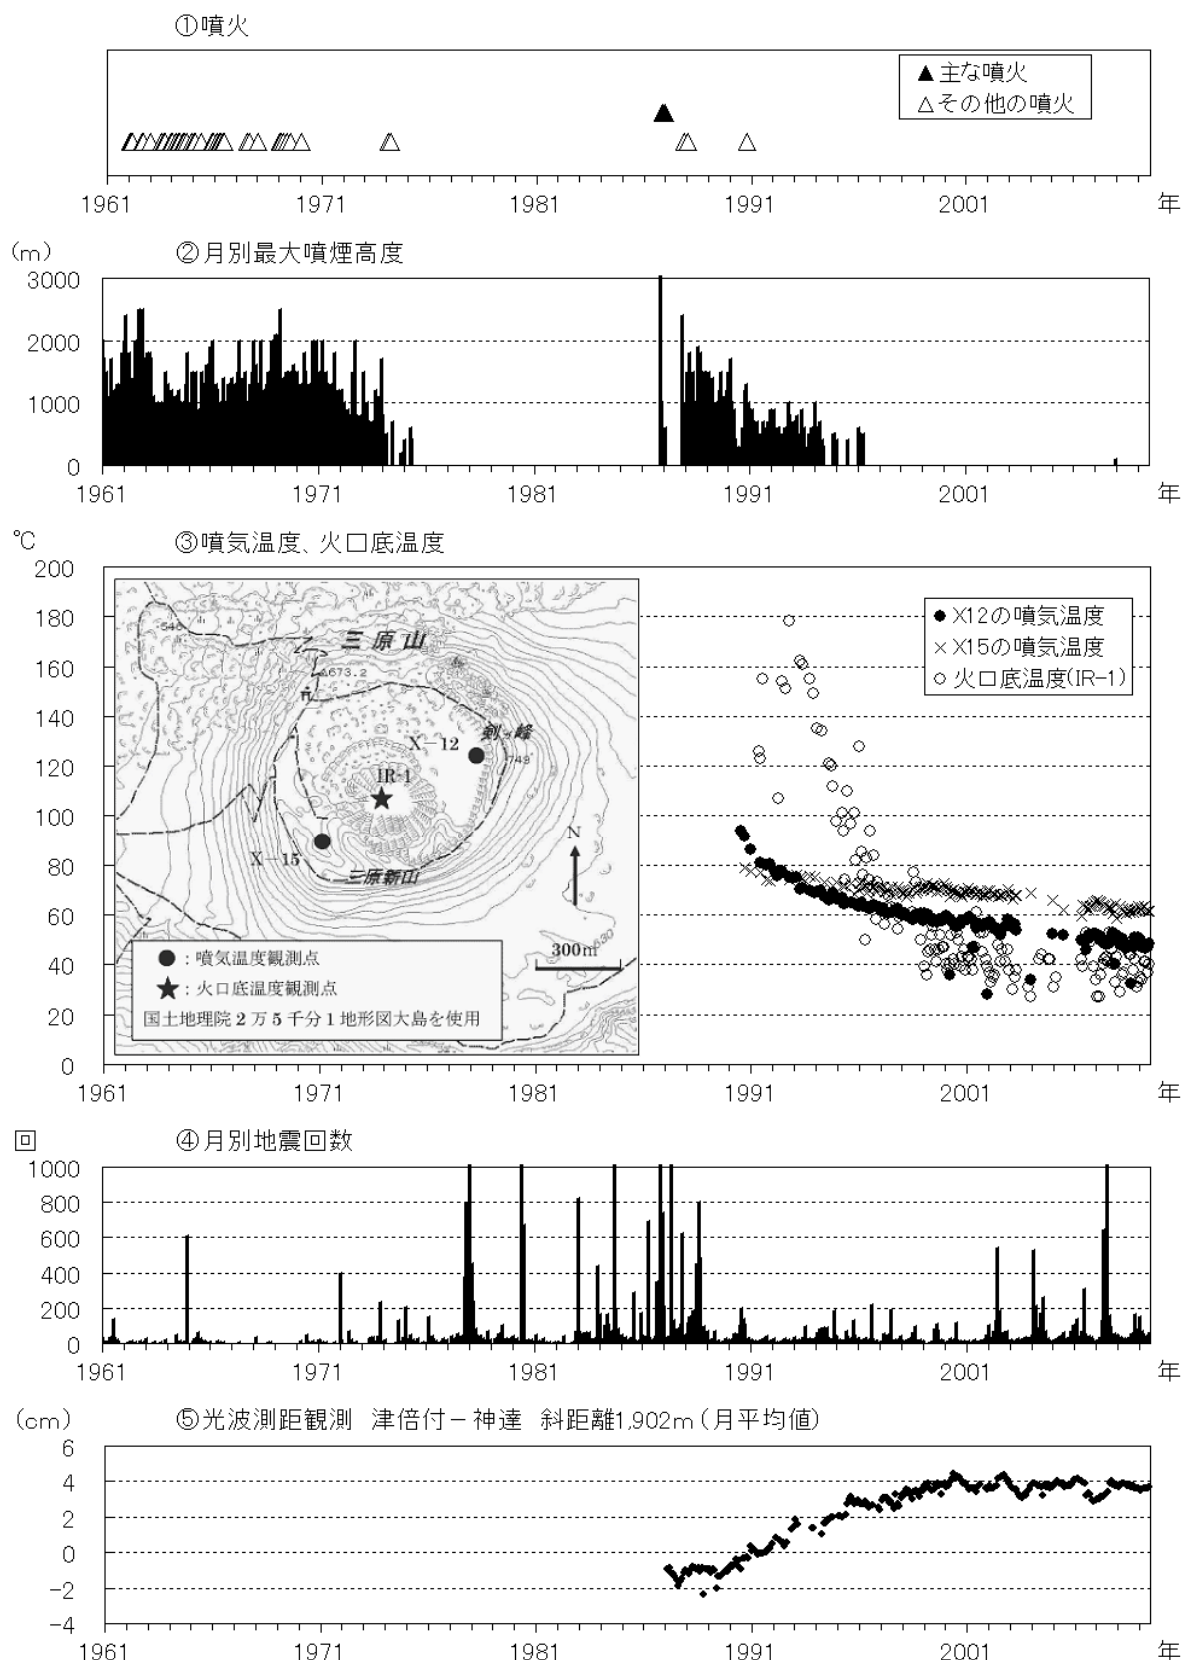 ①噴火
▲主な噴火
△その他の噴火
1961 1971 1981 1991 2001 年
(m) ②月別最大噴煙高度
3000
2000
1000
0
1961 1971 1981 1991 2001 年
℃ ③噴気温度、火口底温度
200
180
160
140
120
100
80
60
40
20
0
●X12の噴気温度
×X15の噴気温度
○火口底温度(IR-1)
546
三原山
673.2
剣ヶ峰
X-12
749
IR-1
X-15
三原新山
N
630
300m
●:噴気温度観測点
★:火口底温度観測点
国土地理院2万5千分1地形図大島を使用
1961 1971 1981 1991 2001 年
回 ④月別地震回数
1000
800
600
400
200
0
1961 1971 1981 1991 2001 年
(cm) ⑤光波測距観測 津倍付-神達 斜距離1,902m(月平均値)
6
4
2
0
-2
-4
1961 1971 1981 1991 2001 年